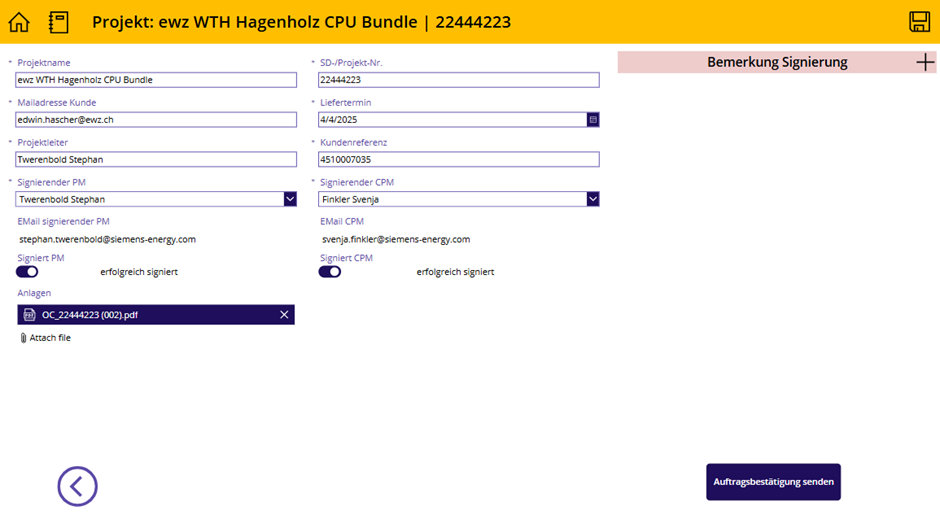 Projekt: ewz WTH Hagenholz CPU Bundle | 22444223
* Projektname
ewz WTH Hagenholz CPU Bundle
* SD-/Projekt-Nr.
22444223
Bemerkung Signierung
* Mailadresse Kunde
edwin.hascher@ewz.ch
* Liefertermin
4/4/2025
* Projektleiter
Twerenbold Stephan
* Kundenreferenz
4510007035
* Signierender PM
Twerenbold Stephan
* Signierender CPM
Finkler Svenja
EMail signierender PM
stephan.twerenbold@siemens-energy.com
EMail CPM
svenja.finkler@siemens-energy.com
Signiert PM
erfolgreich signiert
Signiert CPM
erfolgreich signiert
Anlagen
OC_22444223 (002).pdf
Attach file
Auftragsbestätigung senden